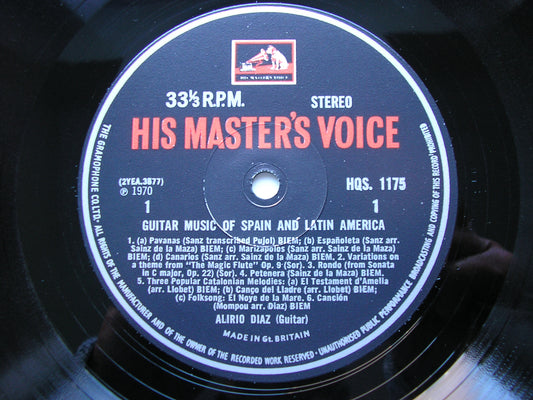 HIS MASTER'S VOICE
33⅓ R.P.M. STEREO
HIS MASTER'S VOICE
(2YEA.3577) HQS. 1175
℗ 1970
1 1
GUITAR MUSIC OF SPAIN AND LATIN AMERICA
1. (a) Pavanas (Sanz transcribed Pujol) BIEM; (b) Españoleta (Sanz arr.
Sainz de la Maza) BIEM; (c) Marizapolos (Sanz arr. Sainz de la Maza)
BIEM; (d) Canarios (Sanz arr. Sainz de la Maza) BIEM. 2. Variations on
a theme from "The Magic Flute" Op. 9 (Sor). 3. Rondo (from Sonata
in C major, Op. 22) (Sor). 4. Petenera (Sainz de la Maza) BIEM.
5. Three Popular Catalonian Melodies: (a) El Testament d'Amelia
(arr. Llobet) BIEM; (b) Canço del Lladre (arr. Llobet) BIEM;
(c) Folksong: El Noye de la Mare. 6. Canción
(Mompou arr. Diaz) BIEM
ALIRIO DIAZ (Guitar)
MADE IN Gt. BRITAIN
THE GRAMOPHONE CO. LTD. - ALL RIGHTS OF THE MANUFACTURER AND OF THE OWNER OF THE RECORDED WORK RESERVED · UNAUTHORISED PUBLIC PERFORMANCE BROADCASTING AND COPYING OF THIS RECORD PROHIBITED